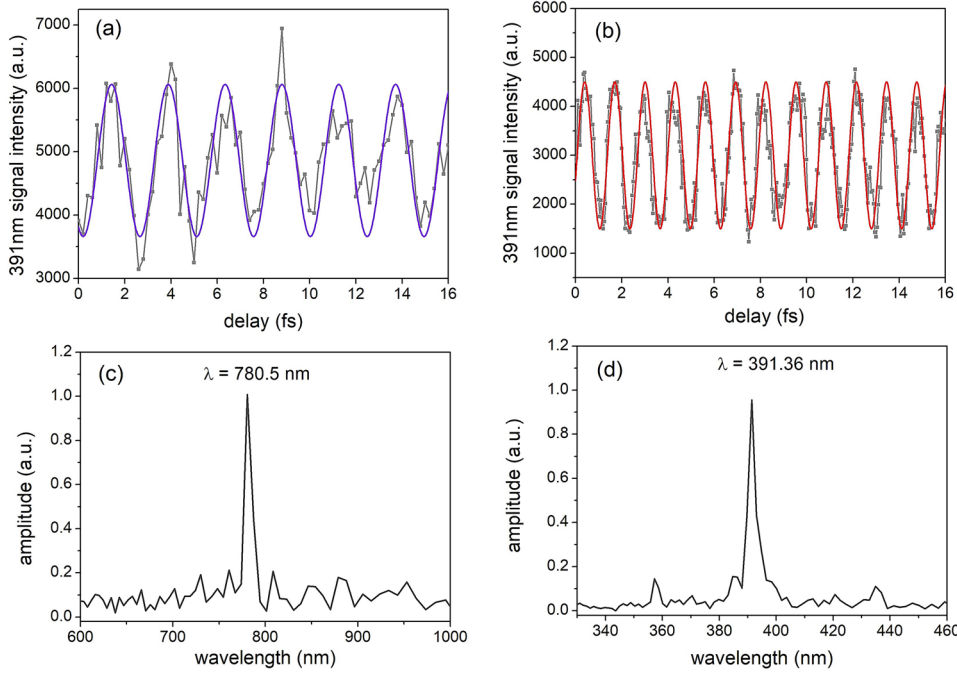 (a)
391nm signal intensity (a.u.)
7000
6000
5000
4000
3000
0 2 4 6 8 10 12 14 16
delay (fs)
(b)
391nm signal intensity (a.u.)
6000
5000
4000
3000
2000
1000
0 2 4 6 8 10 12 14 16
delay (fs)
(c)
λ = 780.5 nm
amplitude (a.u.)
1.2
1.0
0.8
0.6
0.4
0.2
0.0
600 700 800 900 1000
wavelength (nm)
(d)
λ = 391.36 nm
amplitude (a.u.)
1.2
1.0
0.8
0.6
0.4
0.2
0.0
340 360 380 400 420 440 460
wavelength (nm)